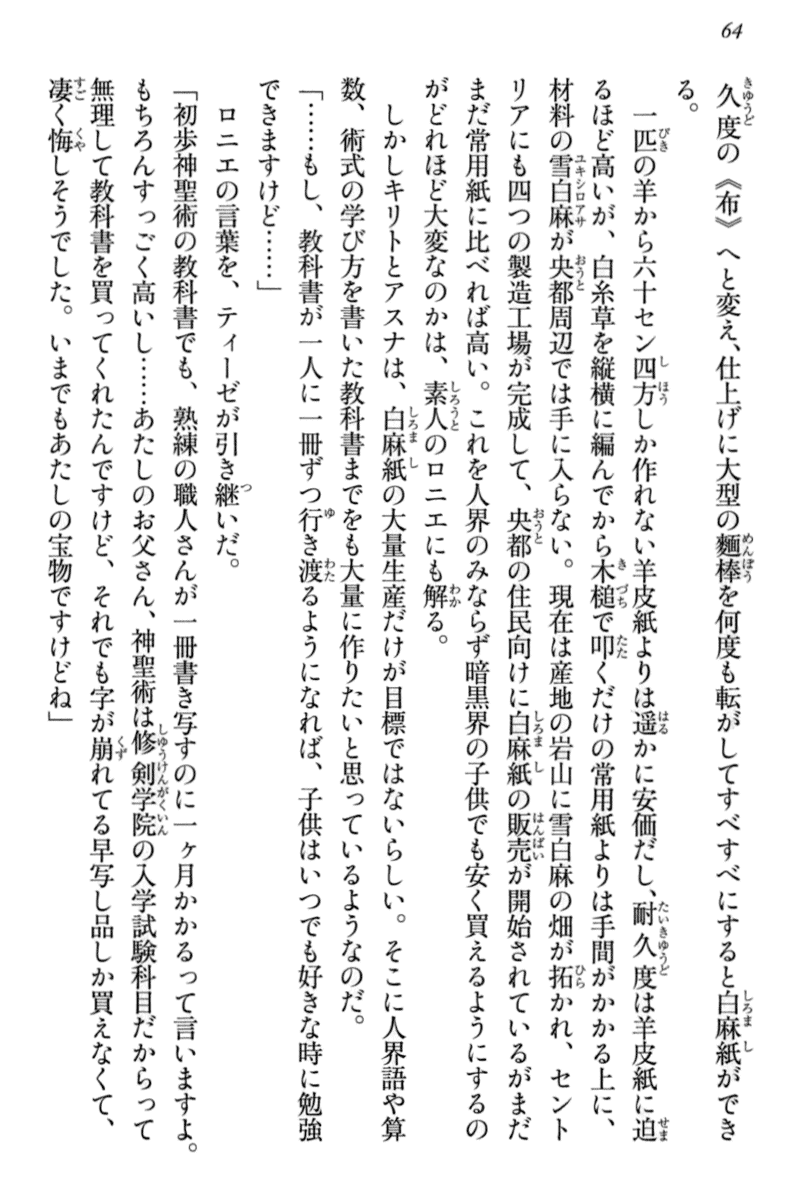 64
久度の《布》へと変え、仕上げに大型の麺棒を何度も転がしてすべすべにすると白麻紙ができ
る。
　一匹の羊から六十セン四方しか作れない羊皮紙よりは遥かに安価だし、耐久度は羊皮紙に迫
るほど高いが、白糸草を縦横に編んでから木槌で叩くだけの常用紙よりは手間がかかる上に、
材料の雪白麻が央都周辺では手に入らない。現在は産地の岩山に雪白麻の畑が拓かれ、セント
リアにも四つの製造工場が完成して、央都の住民向けに白麻紙の販売が開始されているがまだ
まだ常用紙に比べれば高い。これを人界のみならず暗黒界の子供でも安く買えるようにするの
がどれほど大変なのかは、素人のロニエにも解る。
　しかしキリトとアスナは、白麻紙の大量生産だけが目標ではないらしい。そこに人界語や算
数、術式の学び方を書いた教科書までをも大量に作りたいと思っているようなのだ。
「……もし、教科書が一人に一冊ずつ行き渡るようになれば、子供はいつでも好きな時に勉強
できますけど……」
　ロニエの言葉を、ティーゼが引き継いだ。
「初歩神聖術の教科書でも、熟練の職人さんが一冊書き写すのに一ヶ月かかるって言いますよ。
もちろんすっごく高いし……あたしのお父さん、神聖術は修剣学院の入学試験科目だからって
無理して教科書を買ってくれたんですけど、それでも字が崩れてる早写し品しか買えなくて、
凄く悔しそうでした。いまでもあたしの宝物ですけどね」